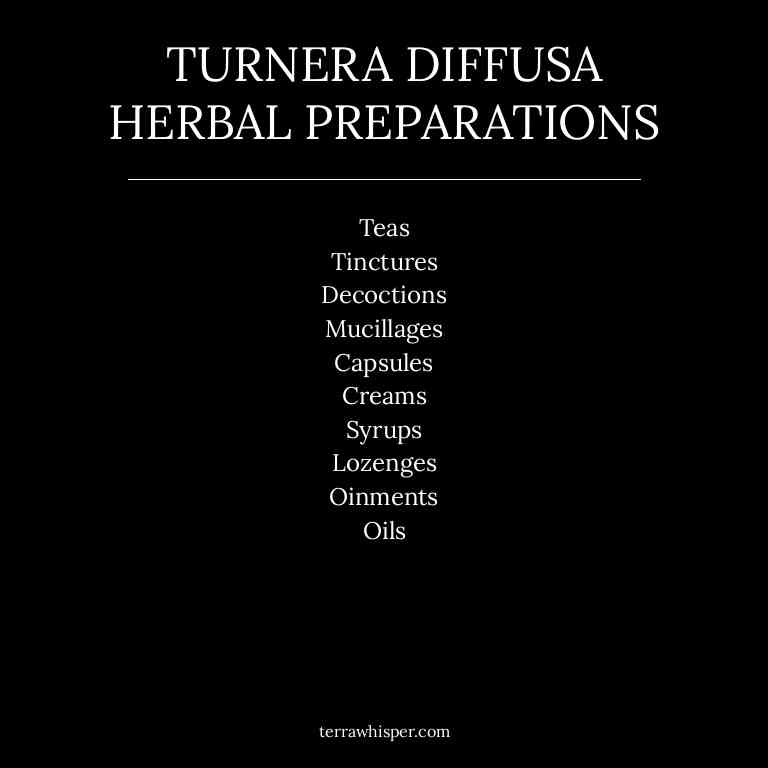 TURNERA DIFFUSA
HERBAL PREPARATIONS
Teas
Tinctures
Decoctions
Mucillages
Capsules
Creams
Syrups
Lozenges
Oinments
Oils
terrawhisper.com